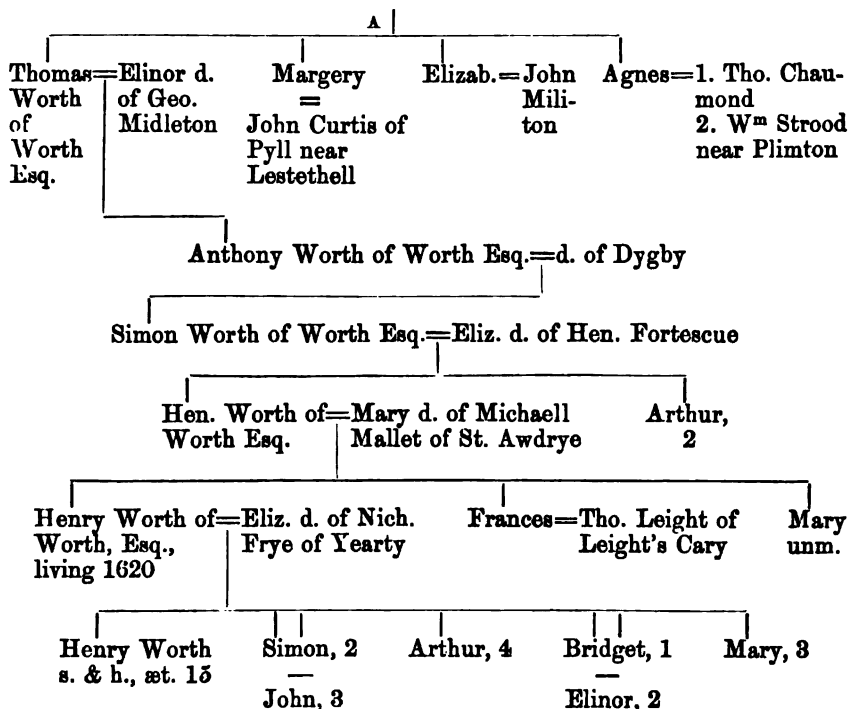 A
Thomas=Elinor d.
Worth of Geo.
of Midleton
Worth
Esq.
Margery
=
John Curtis of
Pyll near
Lestethell
Elizab.=John
Mili-
ton
Agnes=1. Tho. Chau-
mond
2. Wᵐ Strood
near Plimton
Anthony Worth of Worth Esq.=d. of Dygby
Simon Worth of Worth Esq.=Eliz. d. of Hen. Fortescue
Hen. Worth of=Mary d. of Michaell
Worth Esq. Mallet of St. Awdrye
Arthur,
2
Henry Worth of=Eliz. d. of Nich.
Worth, Esq., Frye of Yearty
living 1620
Frances=Tho. Leight of
Leight's Cary
Mary
unm.
Henry Worth
s. & h., æt. 15
Simon, 2
—
John, 3
Arthur, 4
Bridget, 1
—
Elinor, 2
Mary, 3